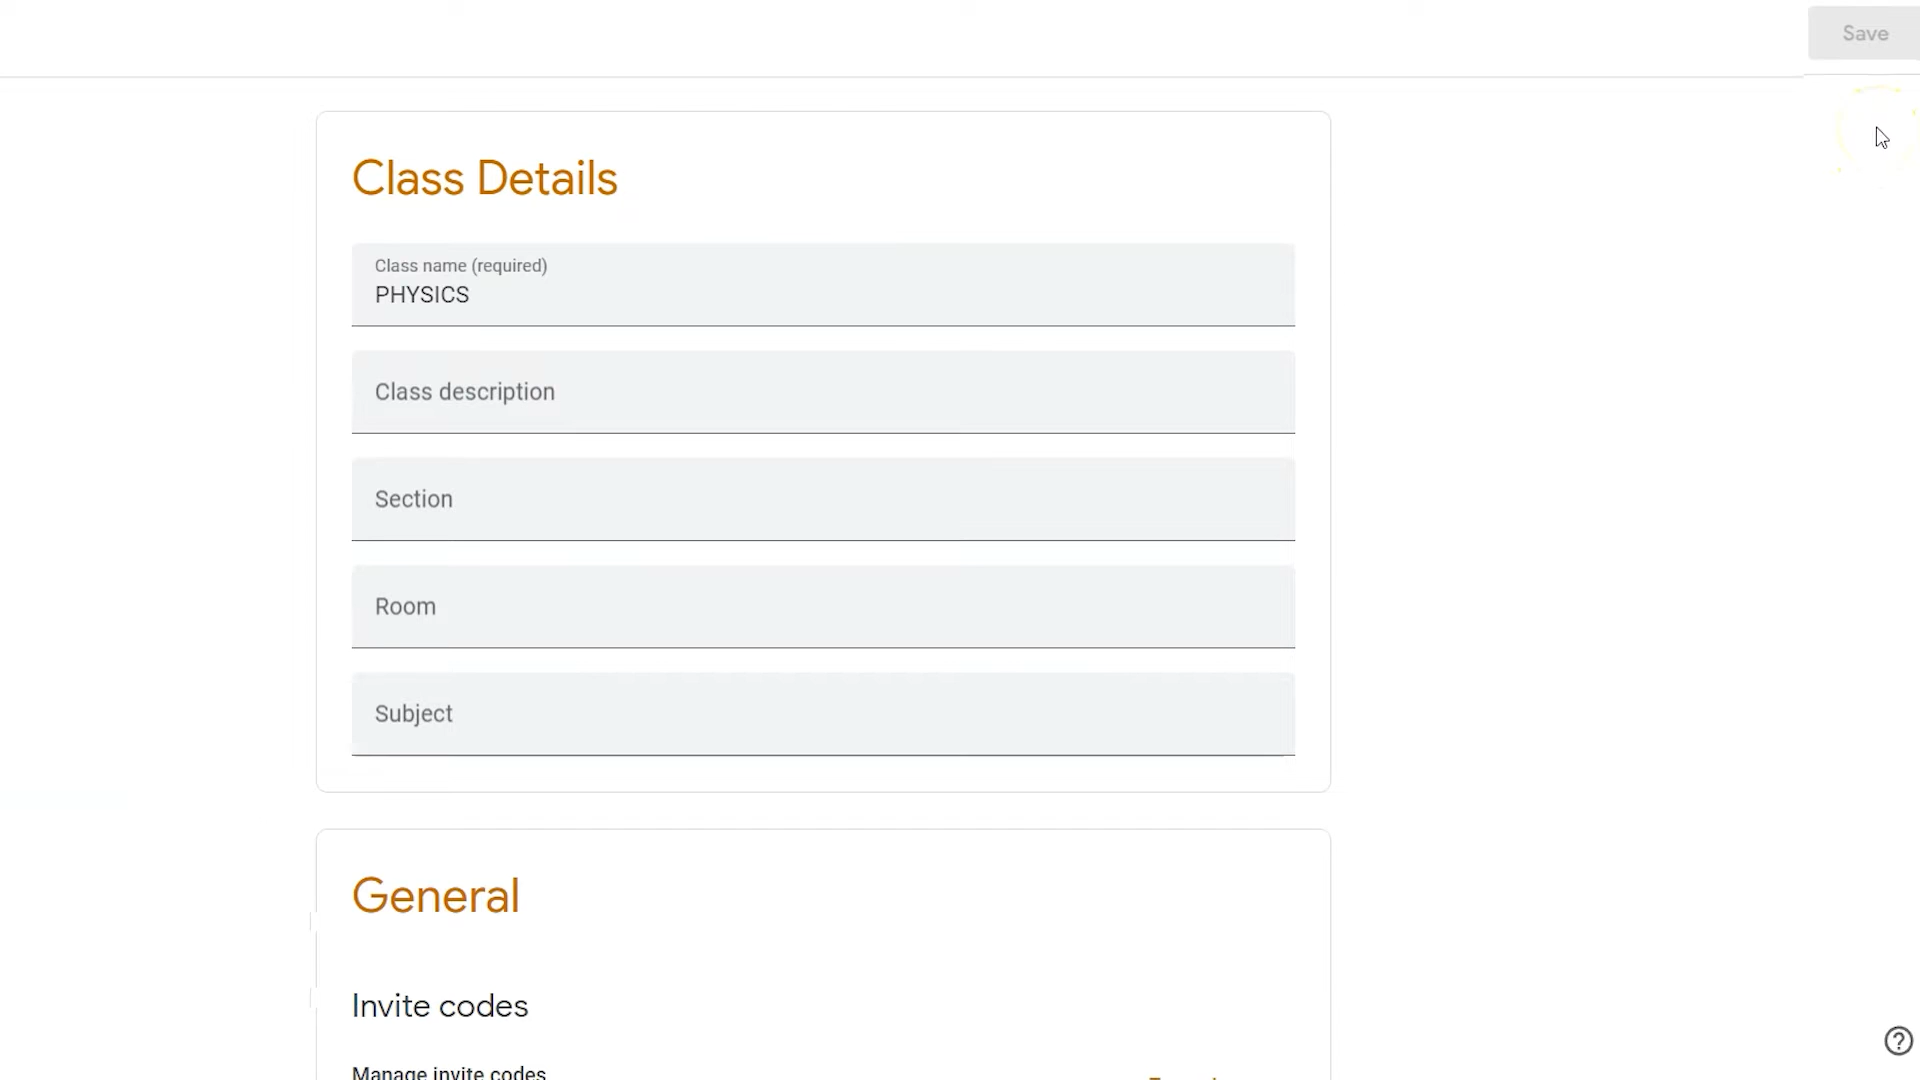 Save
Class Details
Class name (required)
PHYSICS
Class description
Section
Room
Subject
General
Invite codes
Manage invite codes